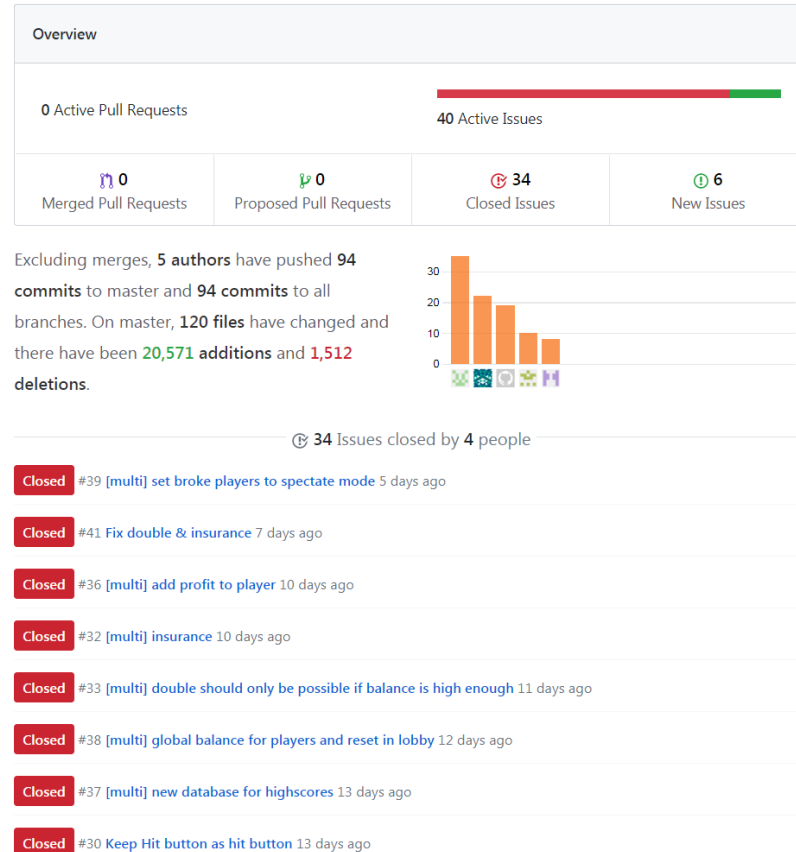 Overview
0 Active Pull Requests
40 Active Issues
0
Merged Pull Requests
0
Proposed Pull Requests
34
Closed Issues
6
New Issues
Excluding merges, 5 authors have pushed 94
commits to master and 94 commits to all
branches. On master, 120 files have changed and
there have been 20,571 additions and 1,512
deletions.
30
20
10
0
34 Issues closed by 4 people
Closed #39 [multi] set broke players to spectate mode 5 days ago
Closed #41 Fix double & insurance 7 days ago
Closed #36 [multi] add profit to player 10 days ago
Closed #32 [multi] insurance 10 days ago
Closed #33 [multi] double should only be possible if balance is high enough 11 days ago
Closed #38 [multi] global balance for players and reset in lobby 12 days ago
Closed #37 [multi] new database for highscores 13 days ago
Closed #30 Keep Hit button as hit button 13 days ago